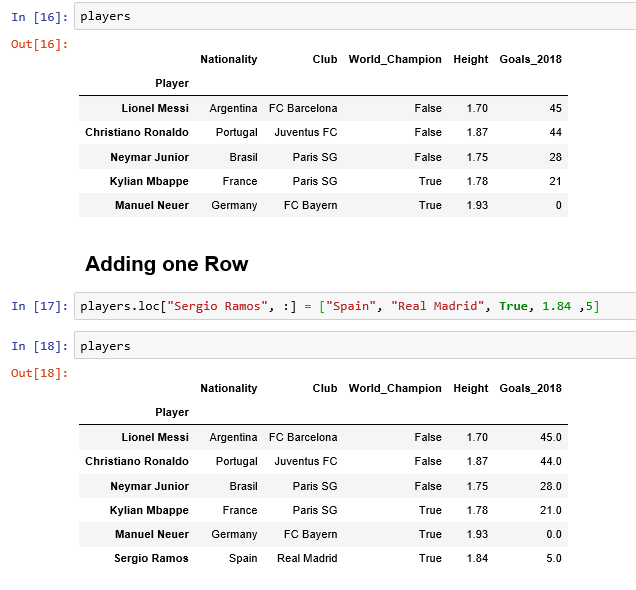 In [16]: players
Out[16]:
Nationality Club World_Champion Height Goals_2018
Player
Lionel Messi Argentina FC Barcelona False 1.70 45
Christiano Ronaldo Portugal Juventus FC False 1.87 44
Neymar Junior Brasil Paris SG False 1.75 28
Kylian Mbappe France Paris SG True 1.78 21
Manuel Neuer Germany FC Bayern True 1.93 0
Adding one Row
In [17]: players.loc["Sergio Ramos", :] = ["Spain", "Real Madrid", True, 1.84 ,5]
In [18]: players
Out[18]:
Nationality Club World_Champion Height Goals_2018
Player
Lionel Messi Argentina FC Barcelona False 1.70 45.0
Christiano Ronaldo Portugal Juventus FC False 1.87 44.0
Neymar Junior Brasil Paris SG False 1.75 28.0
Kylian Mbappe France Paris SG True 1.78 21.0
Manuel Neuer Germany FC Bayern True 1.93 0.0
Sergio Ramos Spain Real Madrid True 1.84 5.0